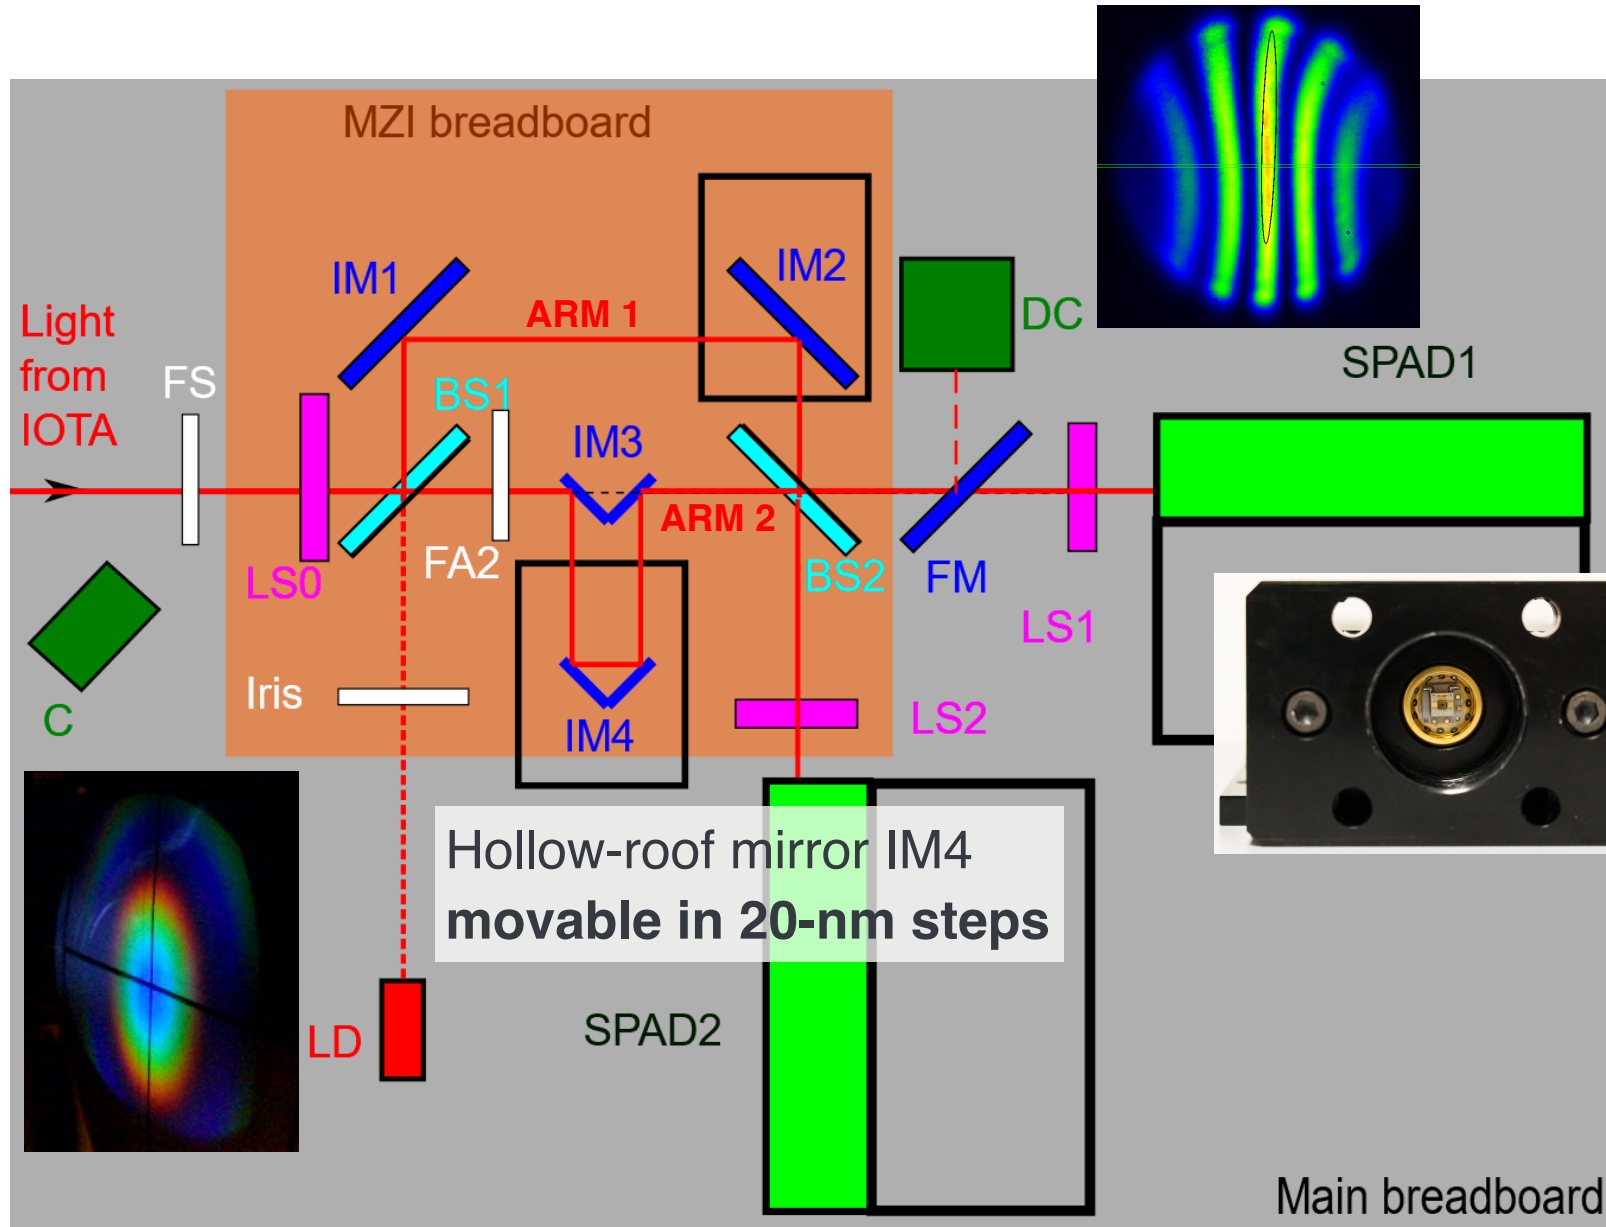 MZI breadboard
SPAD1
IM1
IM2
ARM 1
DC
Light
from
IOTA
FS
BS1
IM3
ARM 2
FA2
LS0
BS2
FM
LS1
Iris
C
IM4
LS2
Hollow-roof mirror IM4
movable in 20-nm steps
LD
SPAD2
Main breadboard